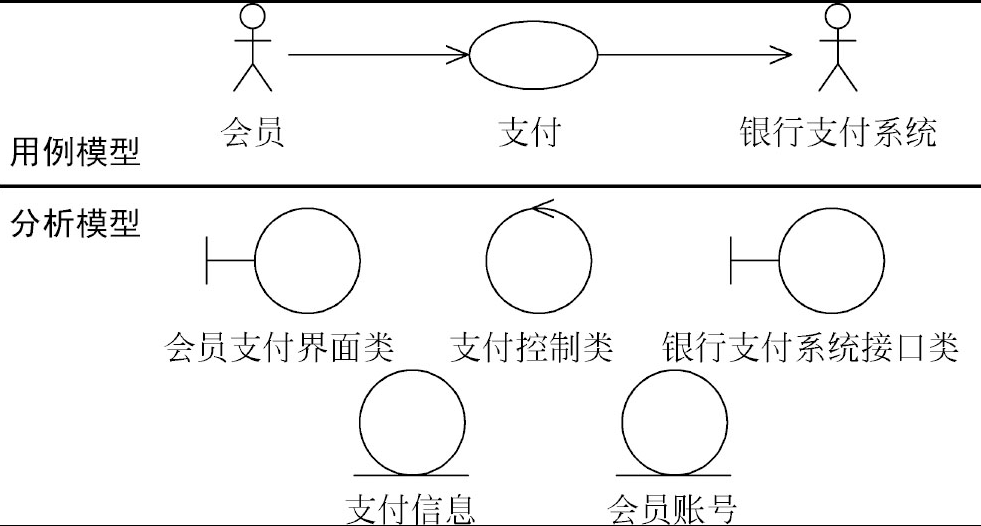 会员
支付
银行支付系统
用例模型
分析模型
会员支付界面类
支付控制类
银行支付系统接口类
支付信息
会员账号